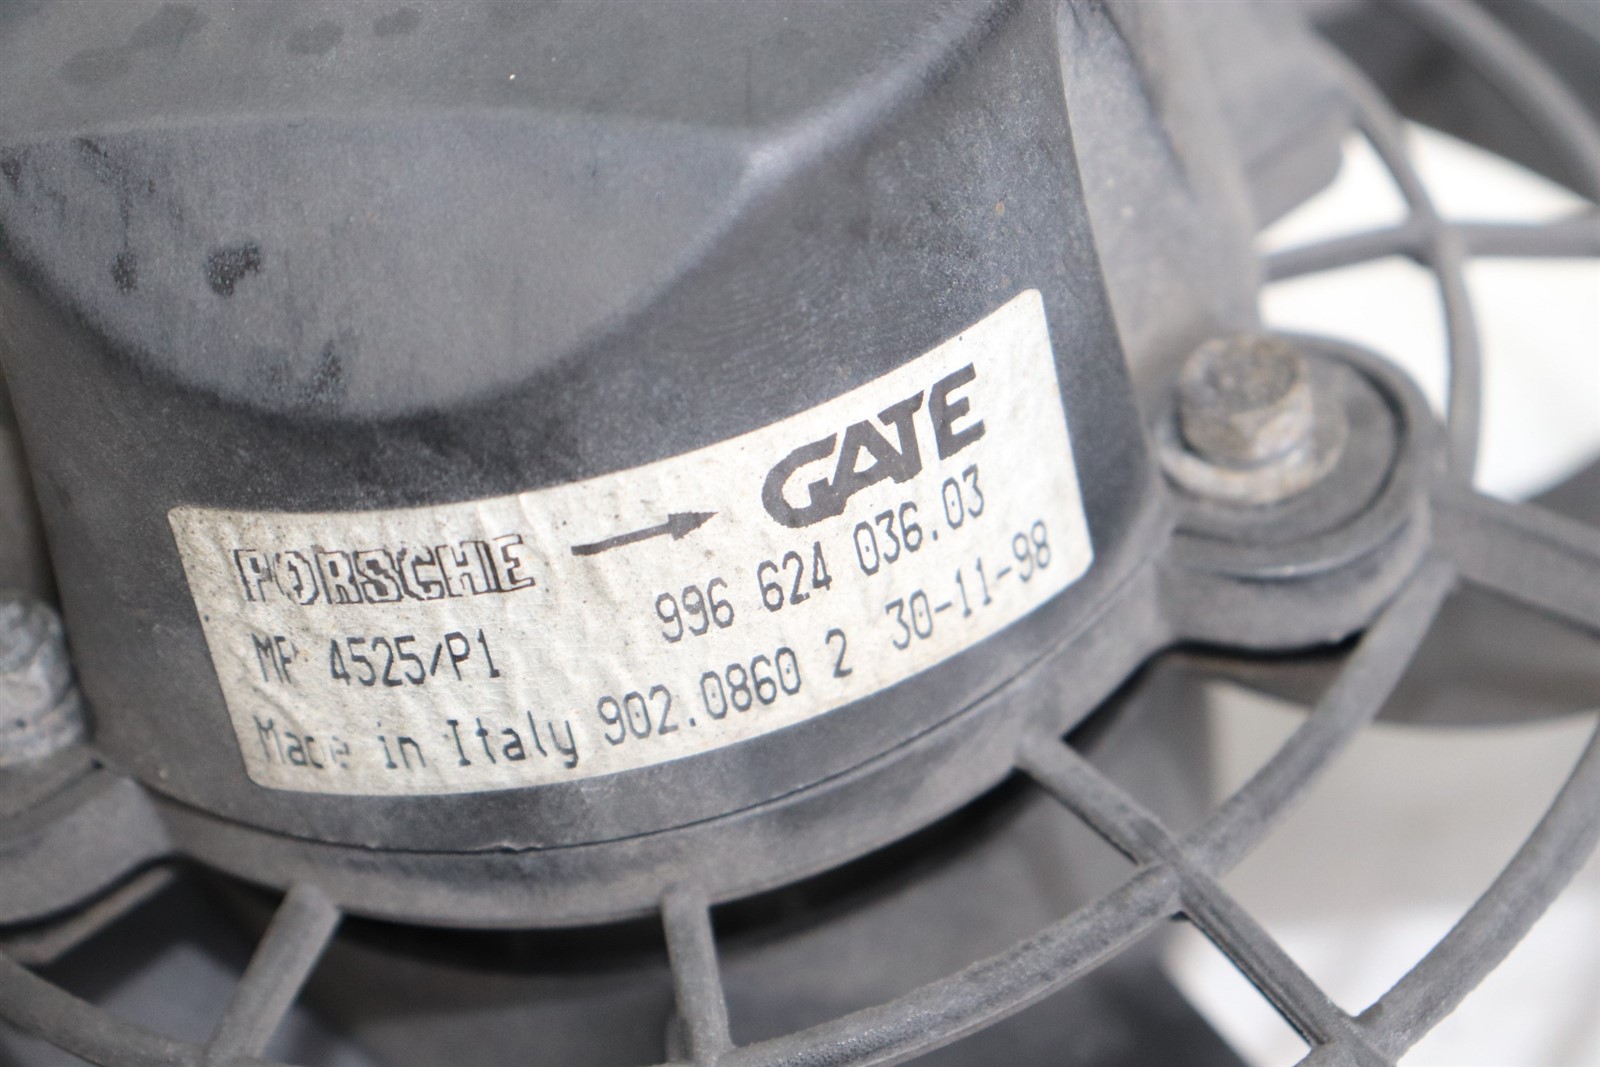 PORSCHE → GATE
996 624 036.03
MP 4525/P1
Made in Italy 902.0860 2 30-11-98